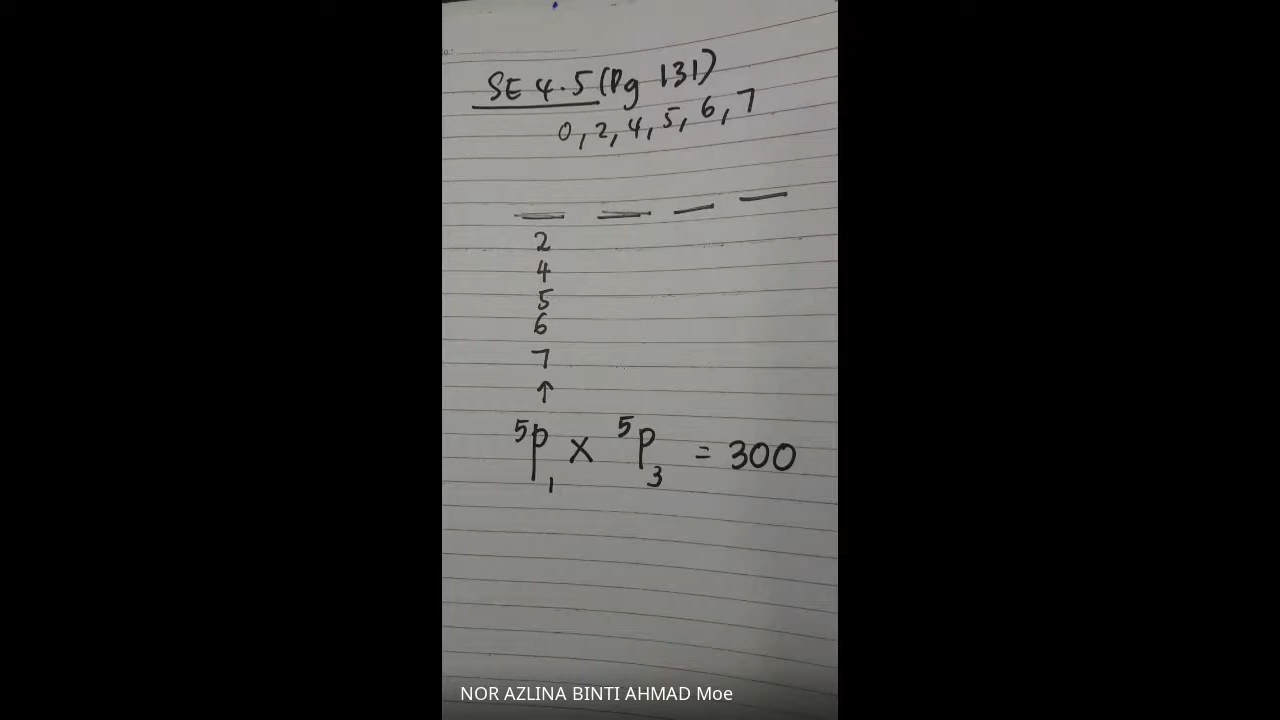 SE 4.5 (Pg 131)
0, 2, 4, 5, 6, 7
2
4
5
6
7
↑
⁵P₁ × ⁵P₃ = 300
NOR AZLINA BINTI AHMAD Moe